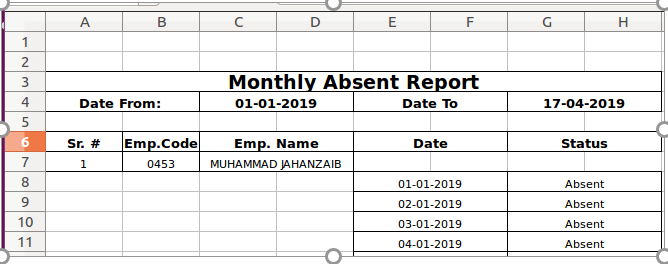 A B C D E F G H
1
2
3 Monthly Absent Report
4 Date From: 01-01-2019 Date To 17-04-2019
5
6 Sr. # Emp.Code Emp. Name Date Status
7 1 0453 MUHAMMAD JAHANZAIB
8 01-01-2019 Absent
9 02-01-2019 Absent
10 03-01-2019 Absent
11 04-01-2019 Absent